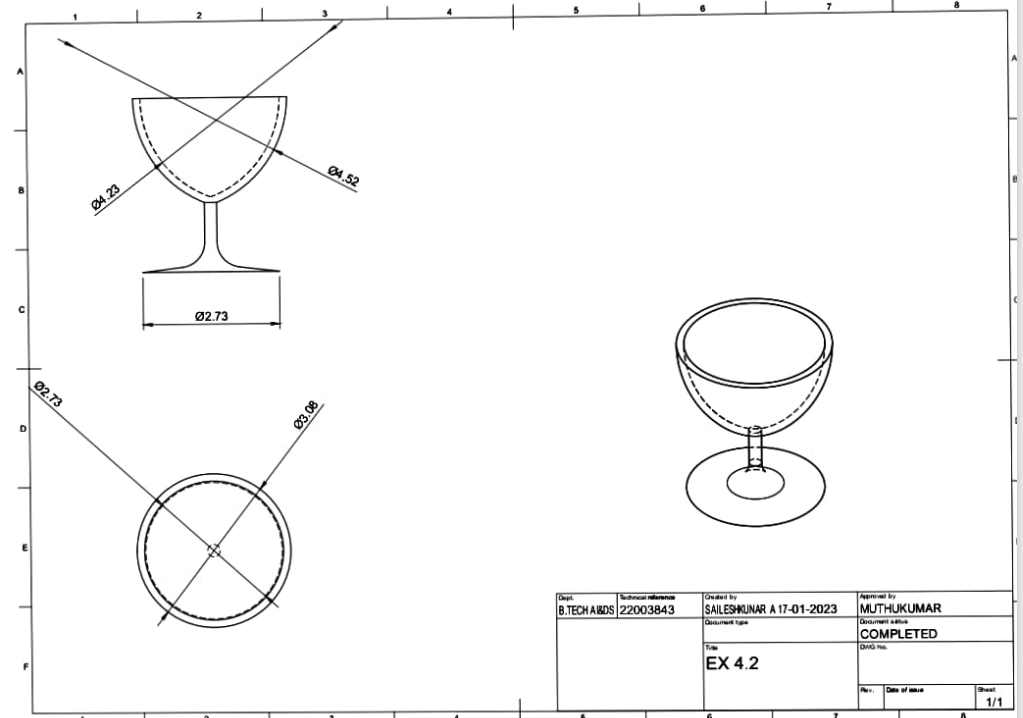 1 2 3 4 5 6 7 8
A
A
Ø4.52
Ø4.23
B
B
C
Ø2.73
Ø2.73
Ø3.08
D
E
F
Dept.
Technical reference
Created by
Approved by
B.TECH AI&DS
22003843
SAILESHKUNAR A 17-01-2023
MUTHUKUMAR
Document type
Document status
COMPLETED
Title
DWG No.
EX 4.2
Rev.
Date of issue
Sheet
1/1
1 2 3 4 5 6 7 8